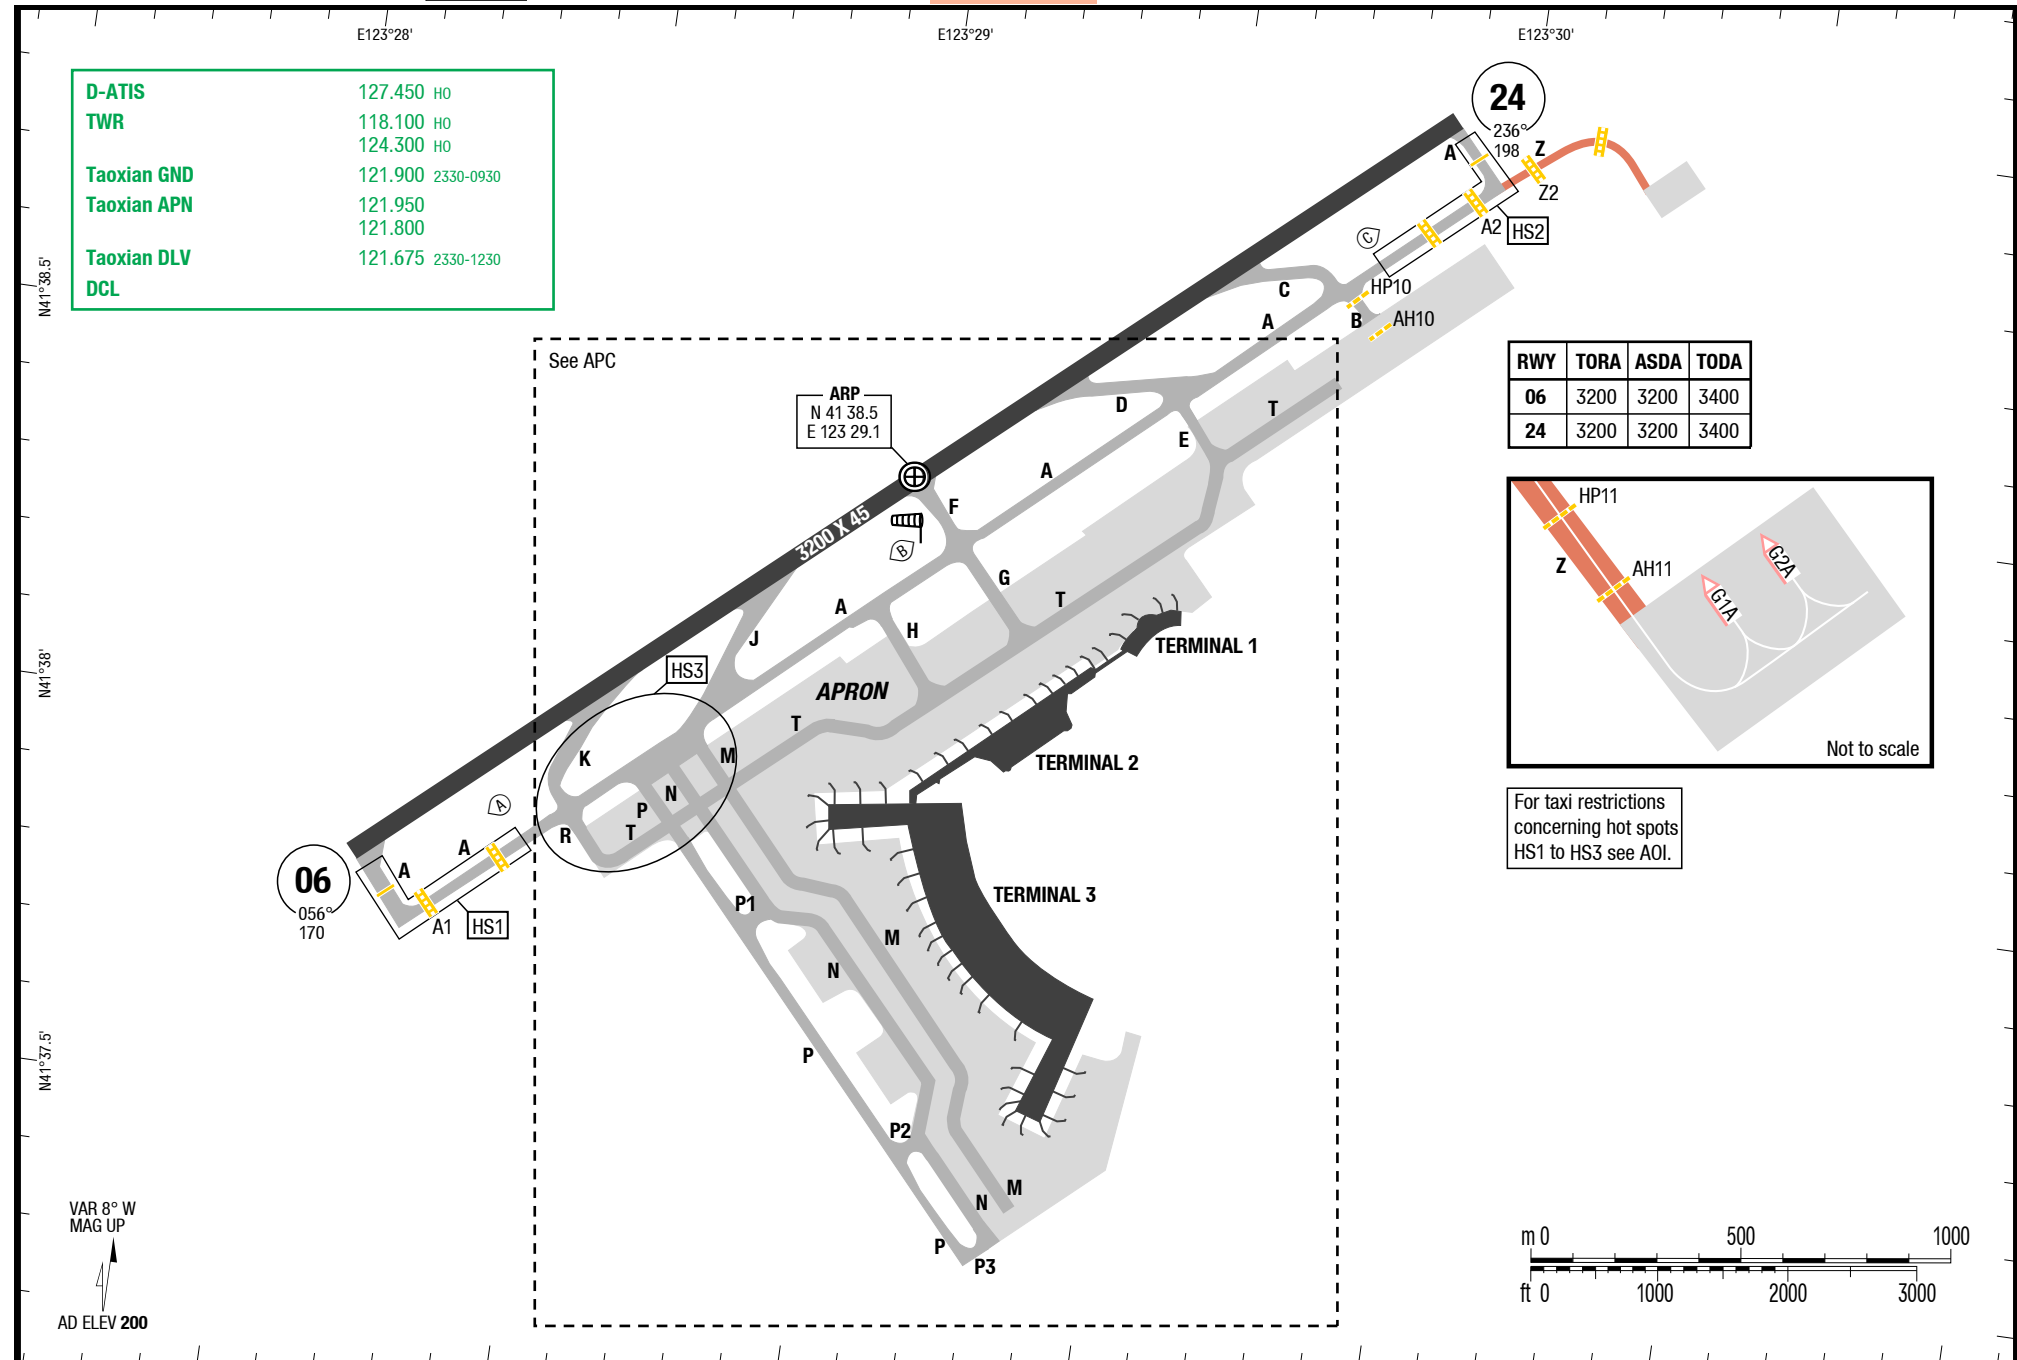 E123°28'
E123°29'
E123°30'
D-ATIS 127.450 HO
TWR 118.100 HO
124.300 HO
Taoxian GND 121.900 2330-0930
Taoxian APN 121.950
121.800
Taoxian DLV 121.675 2330-1230
DCL
24
236°
198
A
Z
Z2
A2
HS2
C
HP10
AH10
C
A
B
N41°38.5'
See APC
ARP
N 41 38.5
E 123 29.1
D
T
E
A
F
3200 X 45
B
G
T
A
H
J
TERMINAL 1
HS3
APRON
T
N41°38'
K
M
TERMINAL 2
N
P
T
R
A
A
A
06
056°
170
A1
HS1
P1
TERMINAL 3
M
N
P
N41°37.5'
P2
M
N
P
P3
RWY TORA ASDA TODA
06 3200 3200 3400
24 3200 3200 3400
HP11
Z
AH11
G2A
G1A
Not to scale
For taxi restrictions
concerning hot spots
HS1 to HS3 see AOI.
VAR 8° W
MAG UP
AD ELEV 200
m 0 500 1000
ft 0 1000 2000 3000